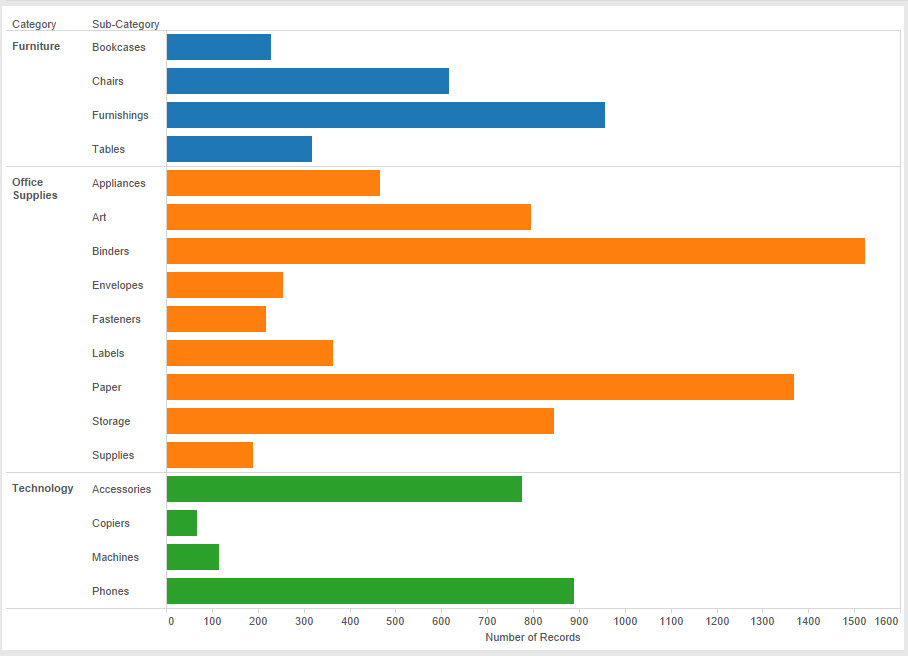 Category Sub-Category
Furniture Bookcases
Chairs
Furnishings
Tables
Office
Supplies Appliances
Art
Binders
Envelopes
Fasteners
Labels
Paper
Storage
Supplies
Technology Accessories
Copiers
Machines
Phones
0 100 200 300 400 500 600 700 800 900 1000 1100 1200 1300 1400 1500 1600
Number of Records